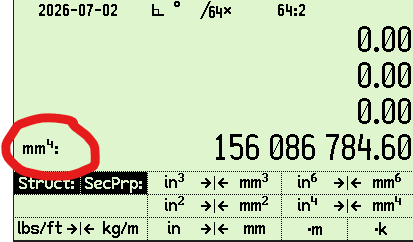 2026-07-02 ∟ ° /64× 64:2
0.00
0.00
0.00
mm⁴: 156 086 784.60
Struct: SecPrp: in³ →|← mm³ in⁶ →|← mm⁶
in² →|← mm² in⁴ →|← mm⁴
lbs/ft →|← kg/m in →|← mm ·m ·k